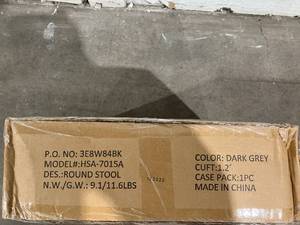 P.O. NO: 3E8W84BK
MODEL#:HSA-7015A
DES.:ROUND STOOL
N.W./G.W.: 9.1/11.6LBS
COLOR: DARK GREY
CUFT:1.2'
CASE PACK:1PC
MADE IN CHINA